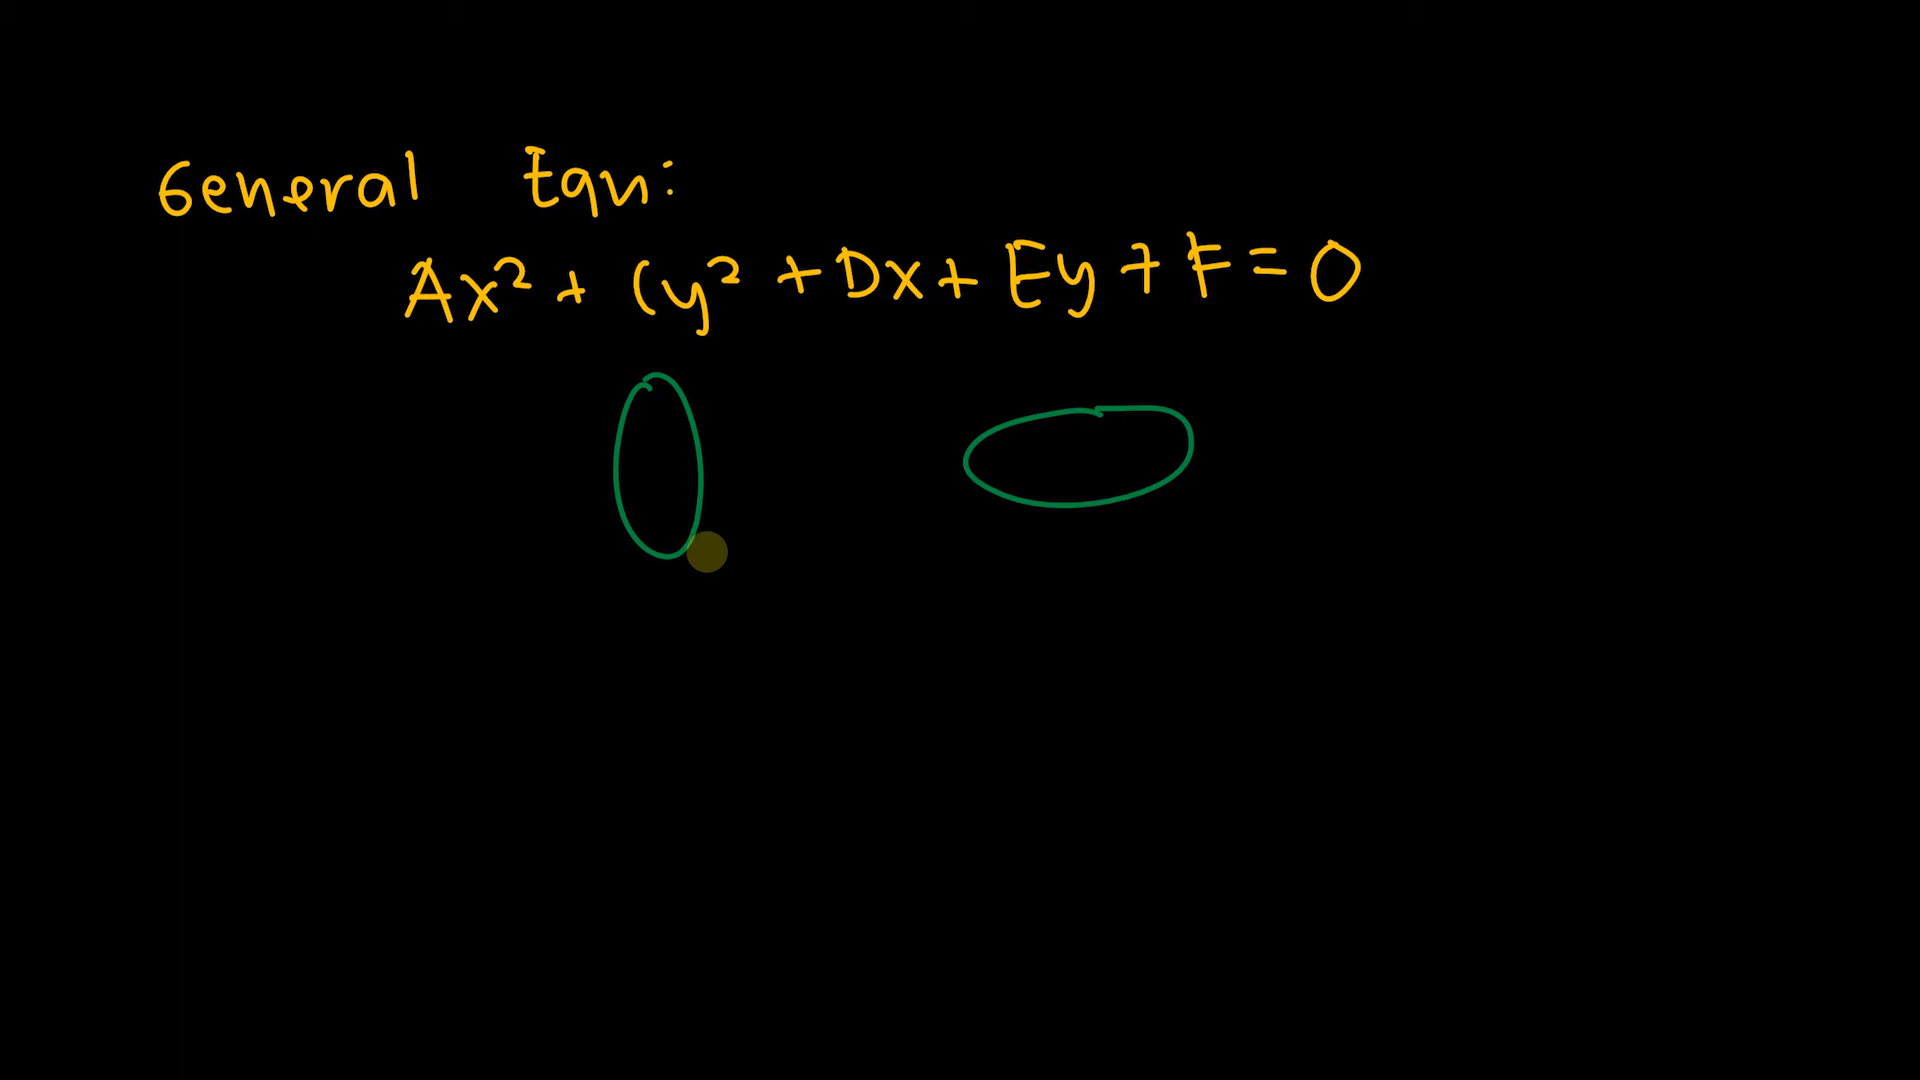 General Eqn:
Ax² + Cy² + Dx + Ey + F = 0